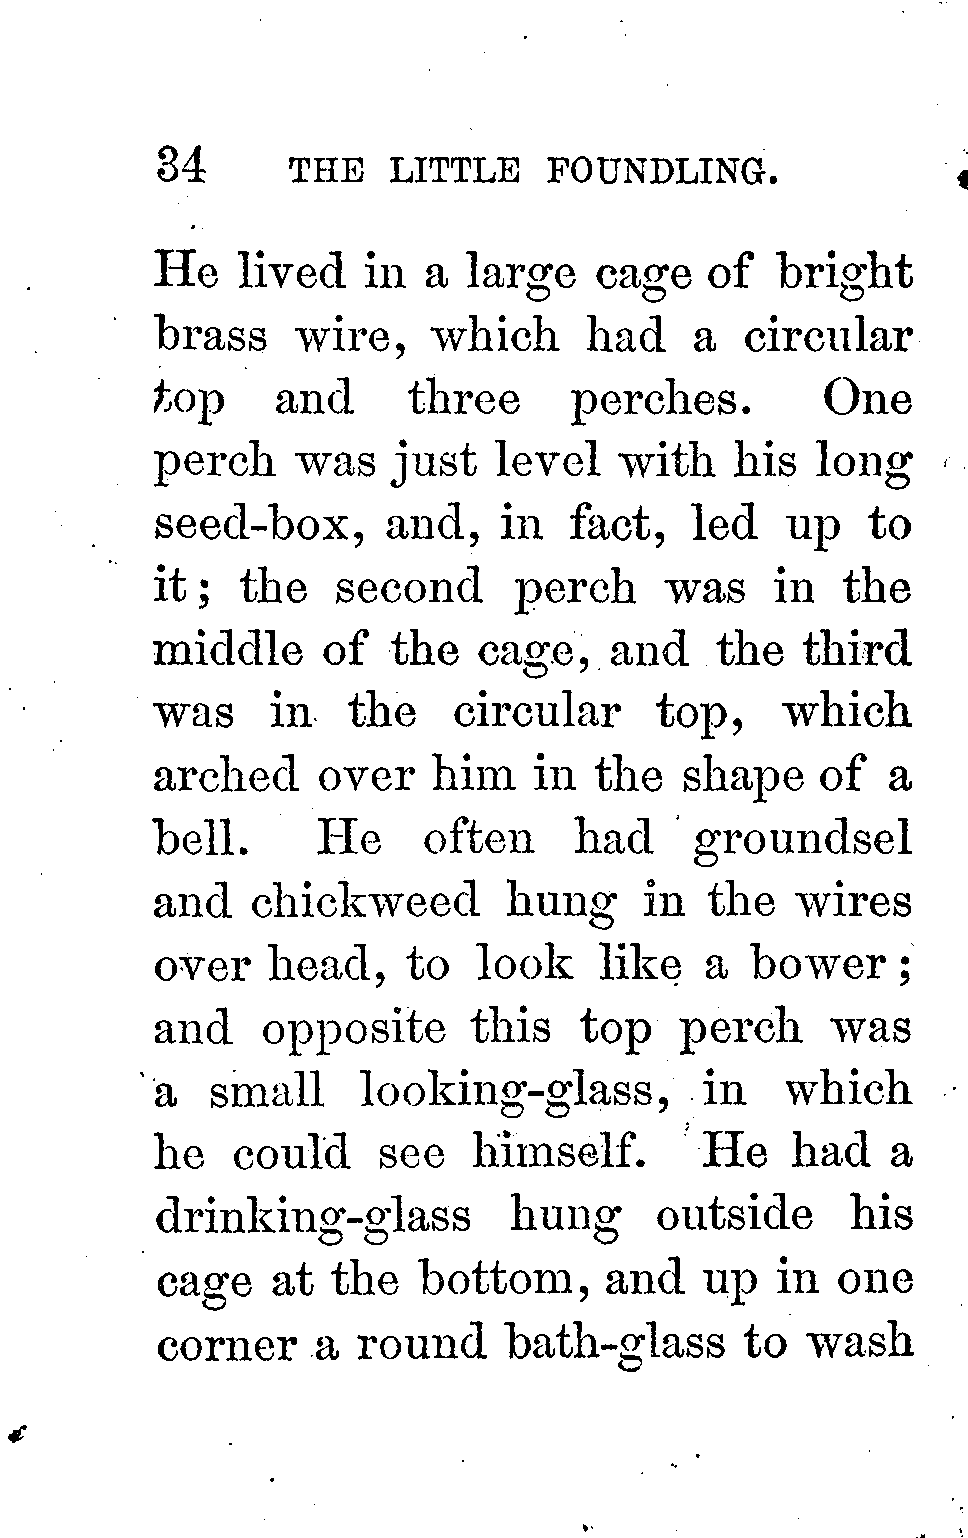 34 THE LITTLE FOUNDLING.
He lived in a large cage of bright
brass wire, which had a circular
top and three perches. One
perch was just level with his long
seed-box, and, in fact, led up to
it; the second perch was in the
middle of the cage, and the third
was in the circular top, which
arched over him in the shape of a
bell. He often had groundsel
and chickweed hung in the wires
over head, to look like a bower;
and opposite this top perch was
a small looking-glass, in which
he could see himself. He had a
drinking-glass hung outside his
cage at the bottom, and up in one
corner a round bath-glass to wash